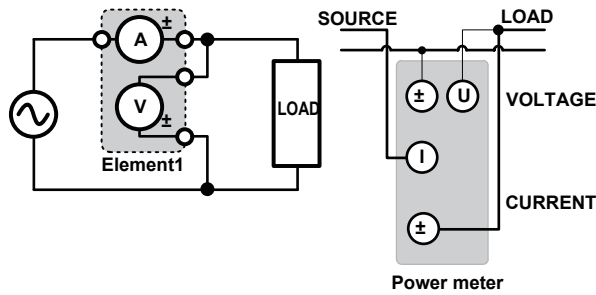 A ±
V ±
LOAD
Element1
SOURCE LOAD
± U VOLTAGE
I
± CURRENT
Power meter